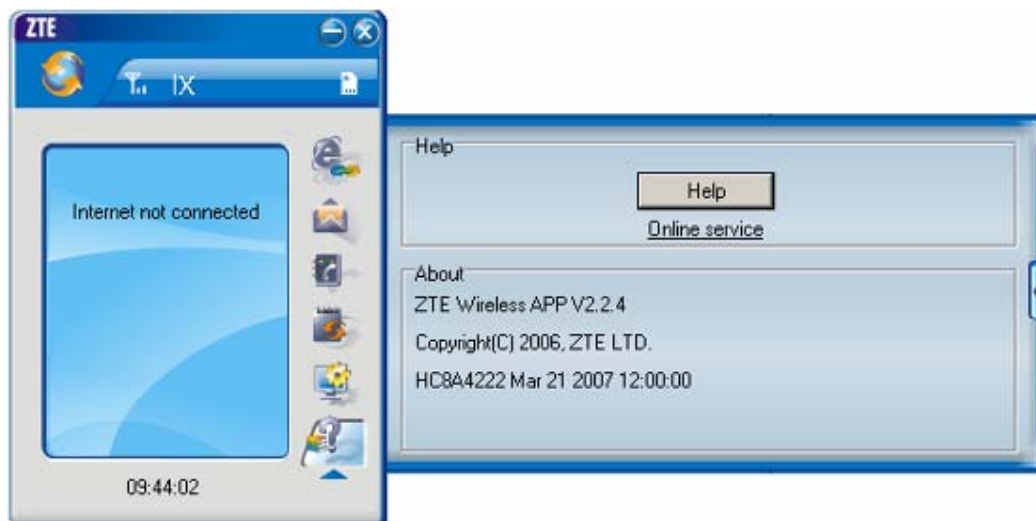 ZTE
IX
Internet not connected
09:44:02
Help
Help
Online service
About
ZTE Wireless APP V2.2.4
Copyright(C) 2006, ZTE LTD.
HC8A4222 Mar 21 2007 12:00:00